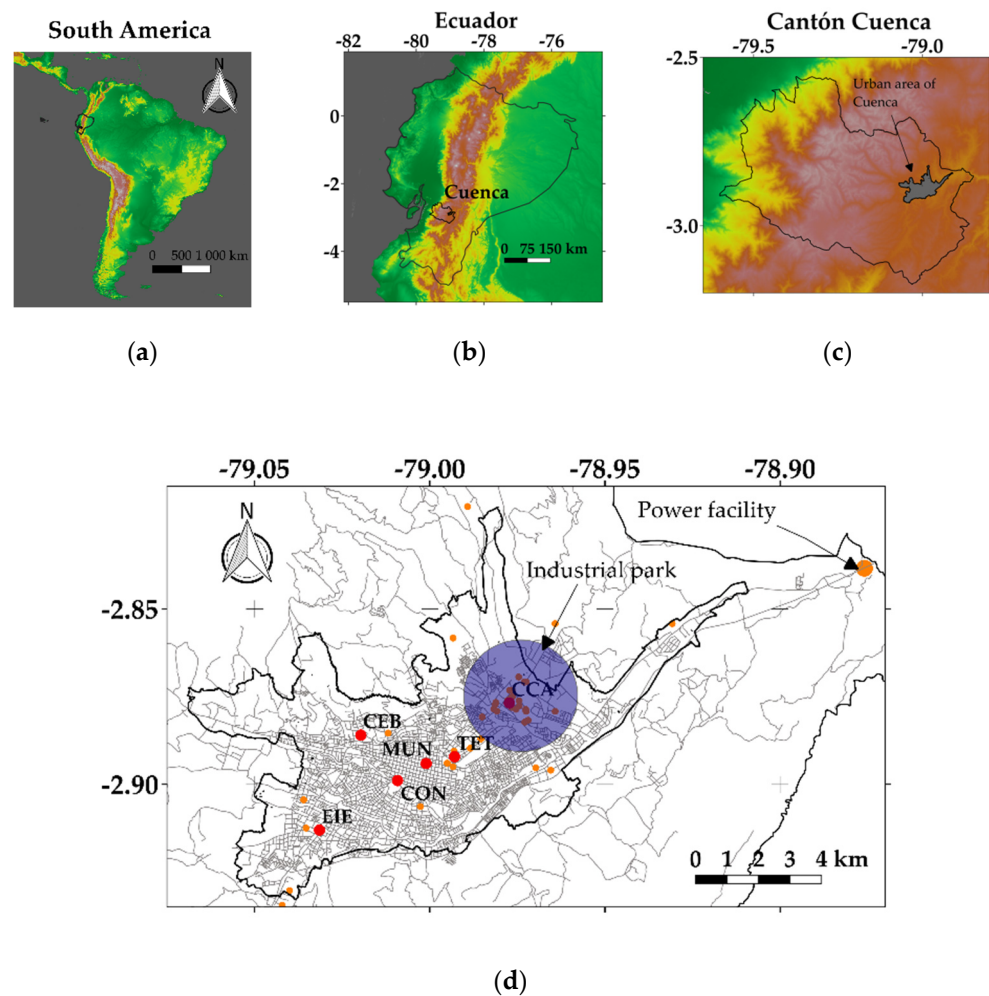 South America
N
0 500 1 000 km
(a)
Ecuador
-82 -80 -78 -76
0
-2
-4
Cuenca
0 75 150 km
(b)
Cantón Cuenca
-79.5 -79.0
-2.5
-3.0
Urban area of
Cuenca
(c)
-79.05 -79.00 -78.95 -78.90
N
Power facility
Industrial park
-2.85
CCA
CEB
MUN TET
-2.90
CON
EIE
0 1 2 3 4 km
(d)